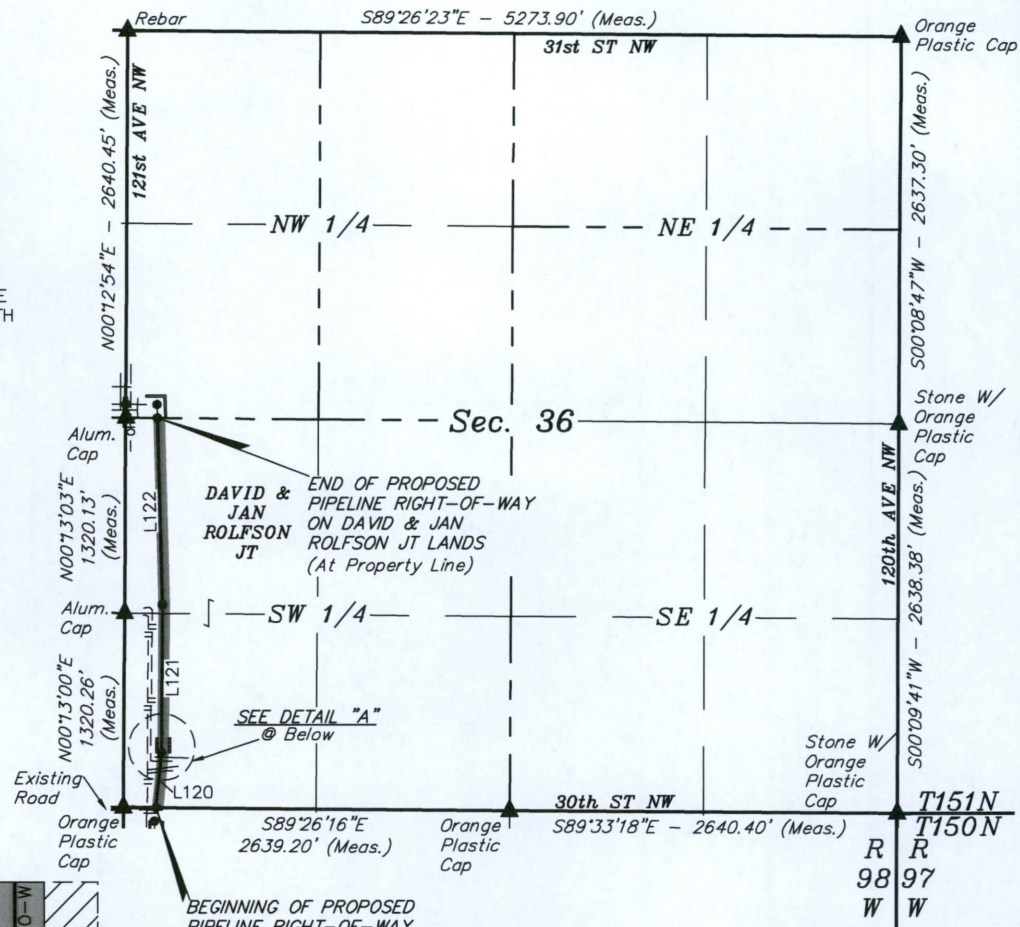 Rebar
S89°26'23"E - 5273.90' (Meas.)
31st ST NW
Orange
Plastic Cap
N00°12'54"E - 2640.45' (Meas.)
121st AVE NW
S00°08'47"W - 2637.30' (Meas.)
NW 1/4
NE 1/4
E
TH
Sec. 36
Stone W/
Orange
Plastic
Cap
Alum.
Cap
END OF PROPOSED
PIPELINE RIGHT-OF-WAY
ON DAVID & JAN
ROLFSON JT LANDS
(At Property Line)
DAVID &
JAN
ROLFSON
JT
N00°13'03"E
1320.13'
(Meas.)
L122
120th AVE NW
S00°09'41"W - 2638.38' (Meas.)
Alum.
Cap
SW 1/4
SE 1/4
N00°13'00"E
1320.26'
(Meas.)
L121
SEE DETAIL "A"
@ Below
Stone W/
Orange
Plastic
Cap
Existing
Road
L120
30th ST NW
T151N
T150N
Orange
Plastic
Cap
S89°26'16"E
2639.20' (Meas.)
Orange
Plastic
Cap
S89°33'18"E - 2640.40' (Meas.)
R R
98 97
W W
O-W
BEGINNING OF PROPOSED
PIPELINE RIGHT-OF-WAY